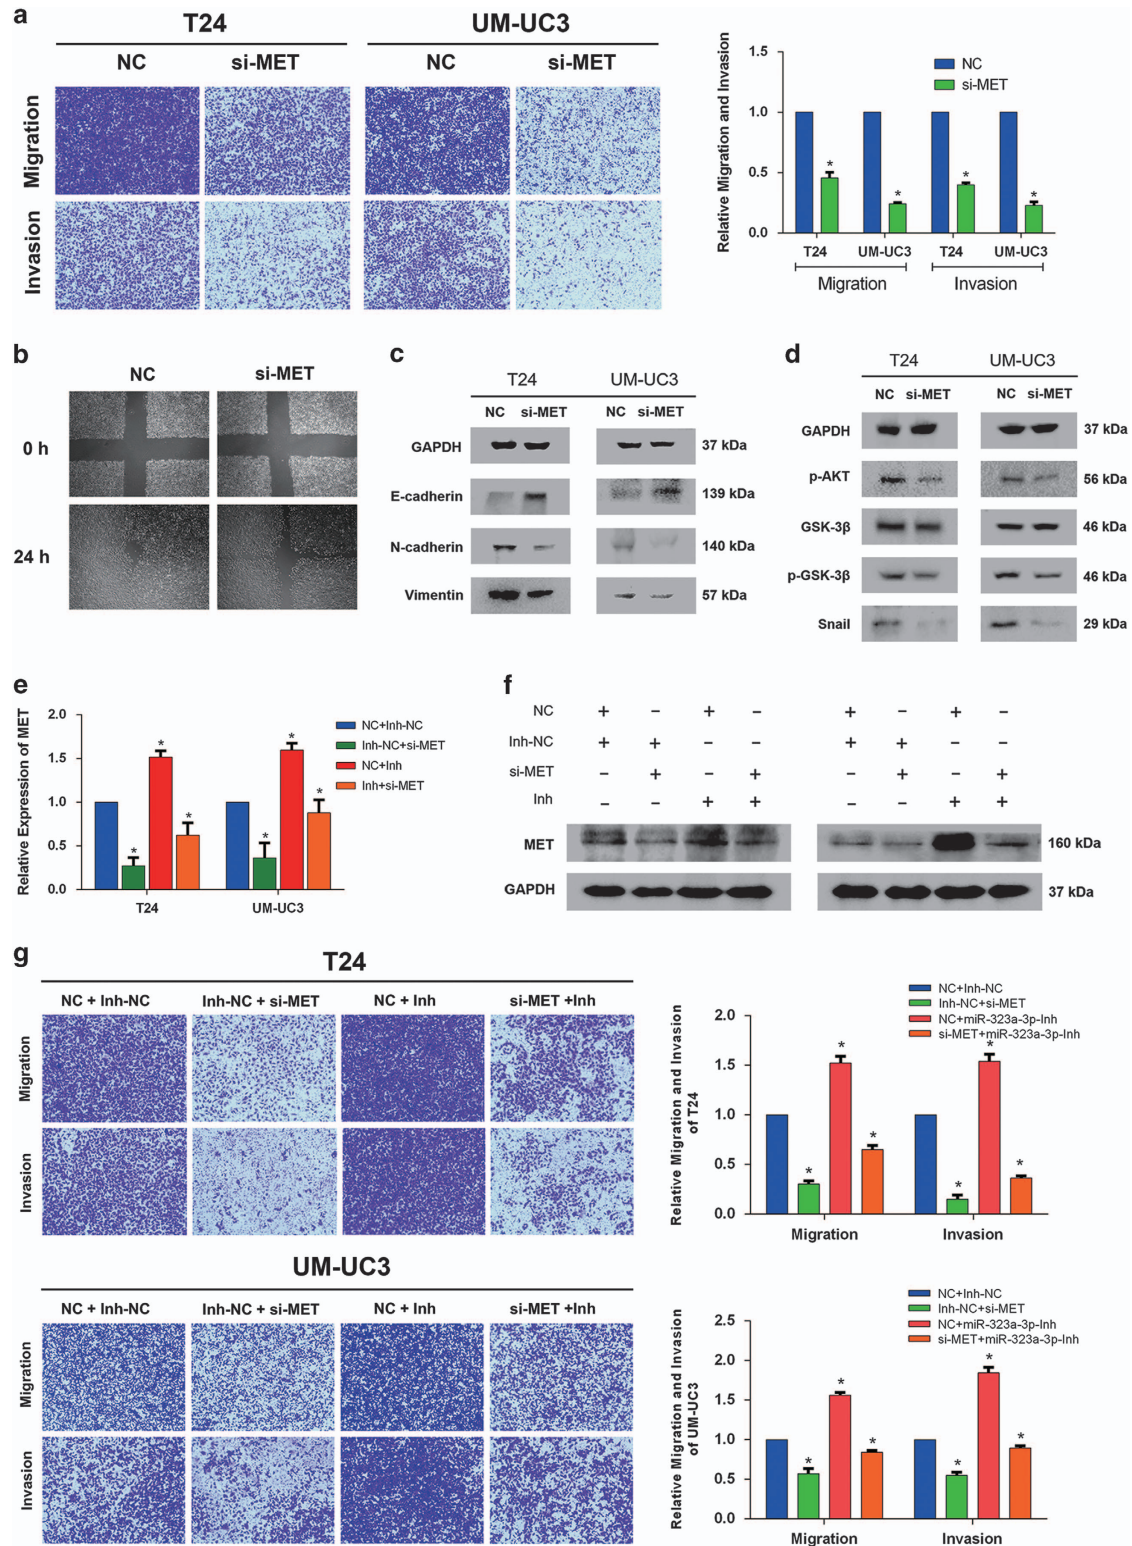 a
T24
UM-UC3
NC
si-MET
NC
si-MET
Migration
Invasion
Relative Migration and Invasion
1.5
1.0
0.5
0.0
NC
si-MET
* * * *
T24
UM-UC3
T24
UM-UC3
Migration
Invasion
b
NC
si-MET
0 h
24 h
c
T24
UM-UC3
NC si-MET
NC si-MET
GAPDH
37 kDa
E-cadherin
139 kDa
N-cadherin
140 kDa
Vimentin
57 kDa
d
T24
UM-UC3
NC si-MET
NC si-MET
GAPDH
37 kDa
p-AKT
56 kDa
GSK-3β
46 kDa
p-GSK-3β
46 kDa
Snail
29 kDa
e
Relative Expression of MET
2.0
1.5
1.0
0.5
0.0
* * * * * *
NC+Inh-NC
Inh-NC+si-MET
NC+Inh
Inh+si-MET
T24
UM-UC3
f
NC + − + − + − + −
Inh-NC + + − − + + − −
si-MET − + − + − + − +
Inh − − + + − − + +
MET
160 kDa
GAPDH
37 kDa
g
T24
NC + Inh-NC
Inh-NC + si-MET
NC + Inh
si-MET +Inh
Migration
Invasion
Relative Migration and Invasion
of T24
2.0
1.5
1.0
0.5
0.0
NC+Inh-NC
Inh-NC+si-MET
NC+miR-323a-3p-Inh
si-MET+miR-323a-3p-Inh
* * * * * *
Migration
Invasion
UM-UC3
NC + Inh-NC
Inh-NC + si-MET
NC + Inh
si-MET +Inh
Migration
Invasion
Relative Migration and Invasion
of UM-UC3
2.5
2.0
1.5
1.0
0.5
0.0
NC+Inh-NC
Inh-NC+si-MET
NC+miR-323a-3p-Inh
si-MET+miR-323a-3p-Inh
* * * * * *
Migration
Invasion